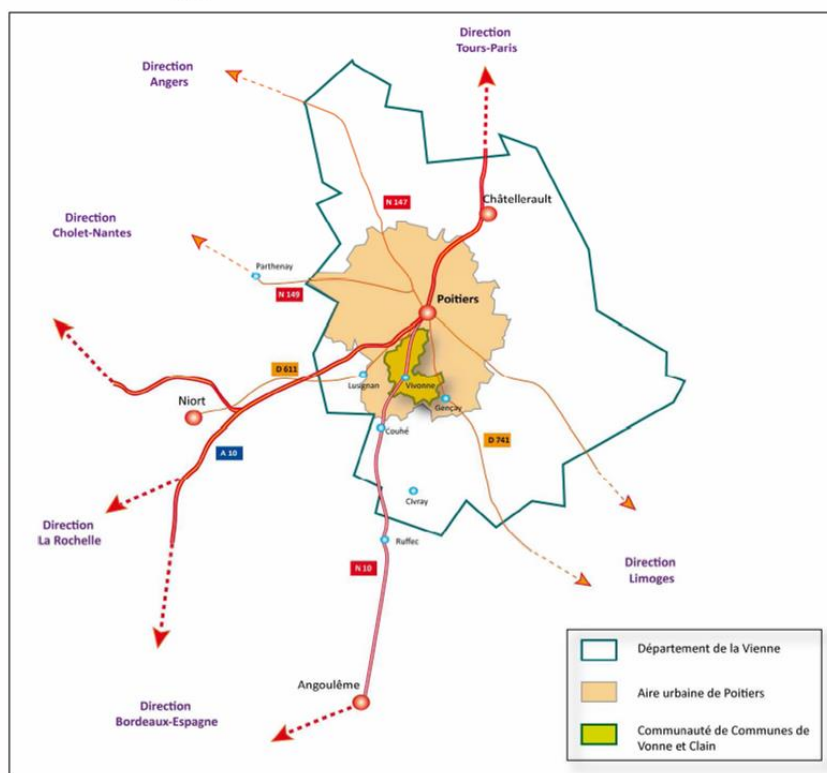 Direction
Tours-Paris
Direction
Angers
N 147
Châtellerault
Direction
Cholet-Nantes
Parthenay
N 149
Poitiers
D 611
Lusignan
Vivonne
Niort
Gençay
Couhé
D 741
A 10
Civray
Direction
La Rochelle
Ruffec
N 10
Direction
Limoges
Département de la Vienne
Angoulême
Aire urbaine de Poitiers
Direction
Bordeaux-Espagne
Communauté de Communes de
Vonne et Clain